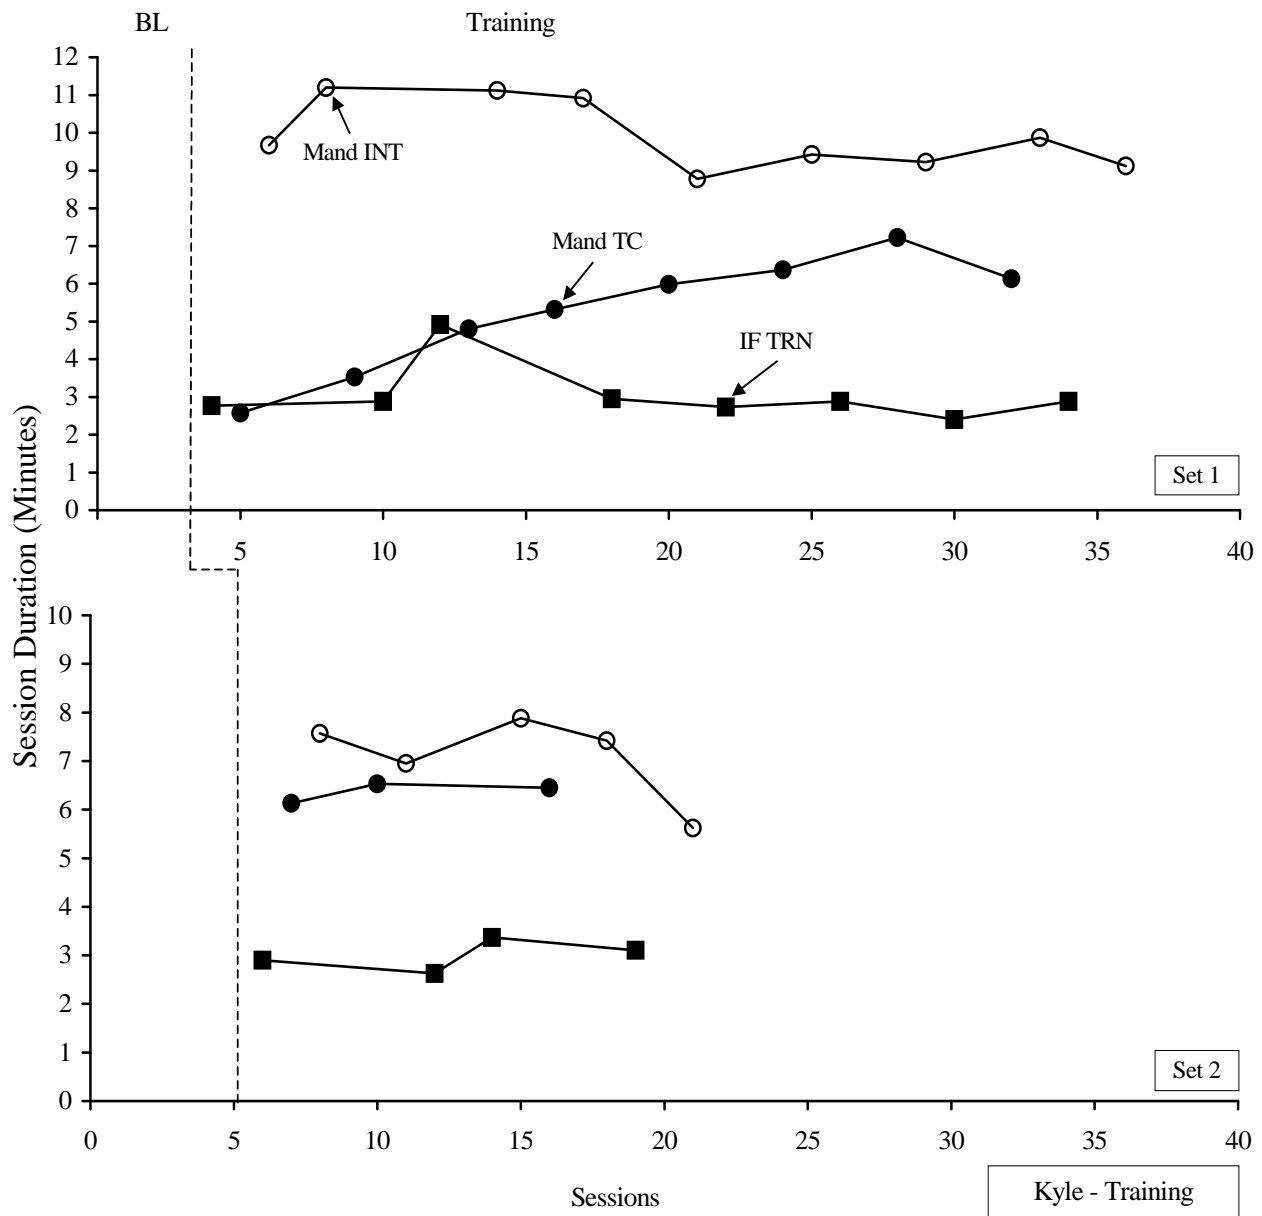 BL Training
12
11
10
9
8
7
6
5
4
3
2
1
0
Mand INT
Mand TC
IF TRN
Set 1
5 10 15 20 25 30 35 40
Session Duration (Minutes)
10
9
8
7
6
5
4
3
2
1
0
Set 2
0 5 10 15 20 25 30 35 40
Sessions
Kyle - Training